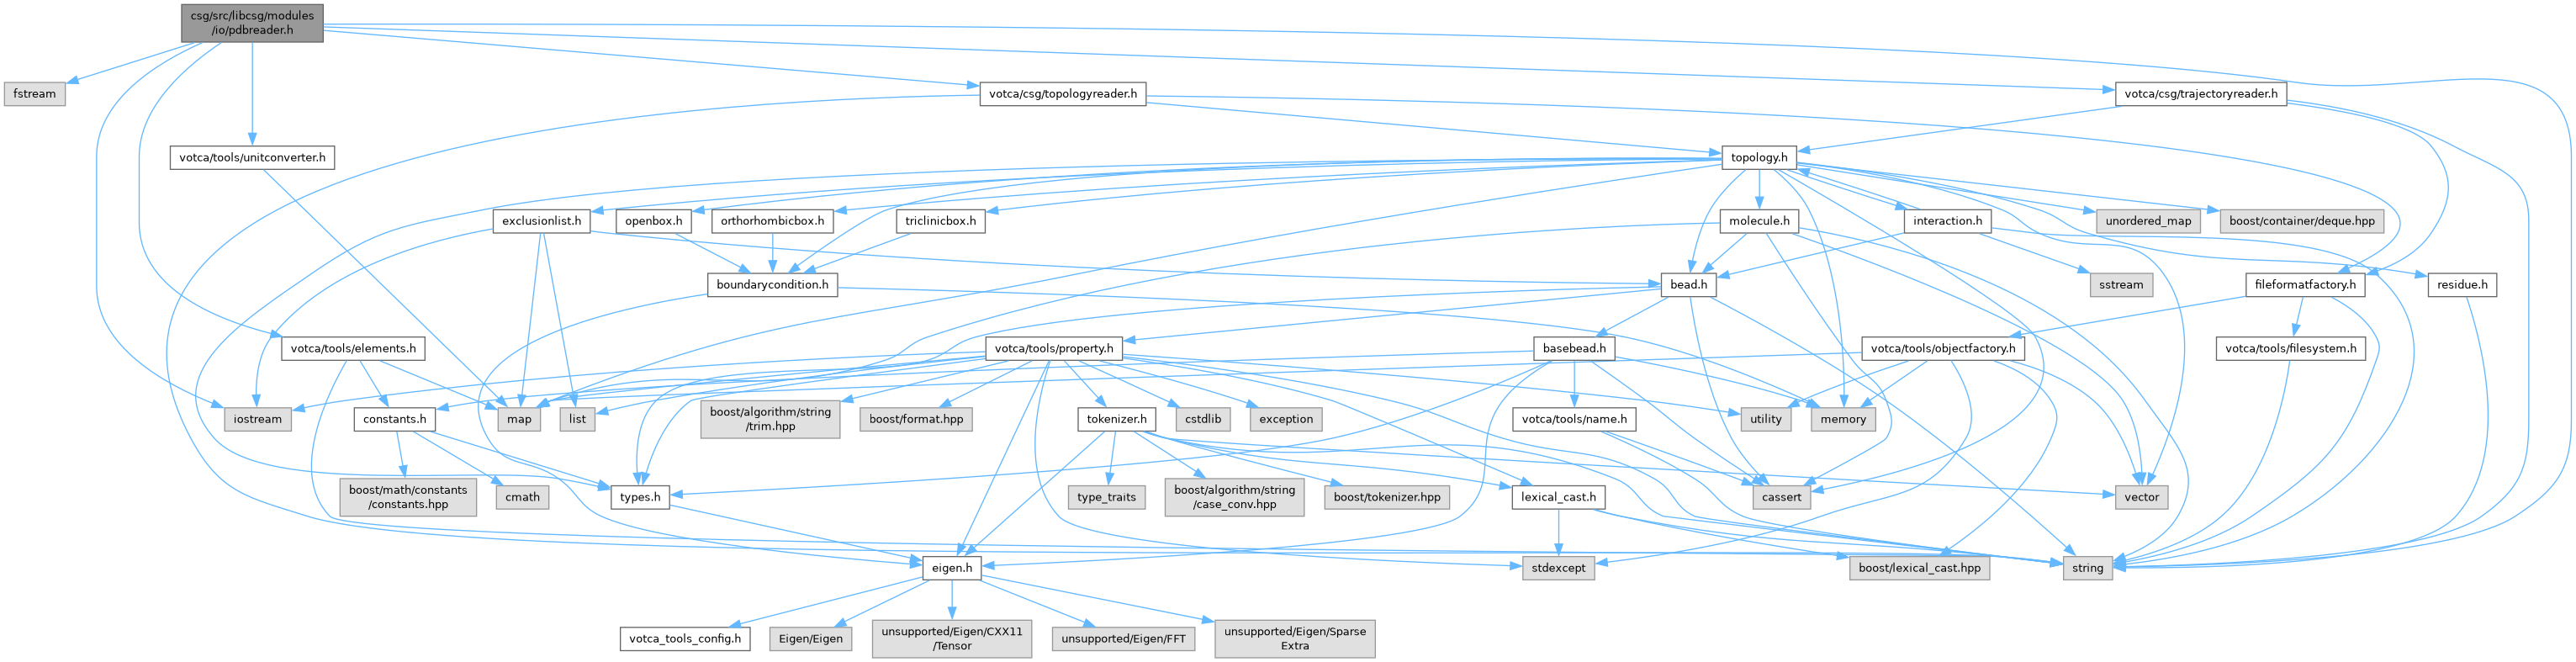 csg/src/libcsg/modules
/io/pdbreader.h
fstream
votca/csg/topologyreader.h
votca/csg/trajectoryreader.h
votca/tools/unitconverter.h
topology.h
exclusionlist.h
openbox.h
orthorhombicbox.h
triclinicbox.h
molecule.h
interaction.h
unordered_map
boost/container/deque.hpp
boundarycondition.h
bead.h
sstream
fileformatfactory.h
residue.h
votca/tools/elements.h
votca/tools/property.h
basebead.h
votca/tools/objectfactory.h
votca/tools/filesystem.h
iostream
constants.h
map
list
boost/algorithm/string
/trim.hpp
boost/format.hpp
tokenizer.h
cstdlib
exception
votca/tools/name.h
utility
memory
boost/math/constants
/constants.hpp
cmath
types.h
type_traits
boost/algorithm/string
/case_conv.hpp
boost/tokenizer.hpp
lexical_cast.h
cassert
vector
eigen.h
stdexcept
boost/lexical_cast.hpp
string
votca_tools_config.h
Eigen/Eigen
unsupported/Eigen/CXX11
/Tensor
unsupported/Eigen/FFT
unsupported/Eigen/Sparse
Extra